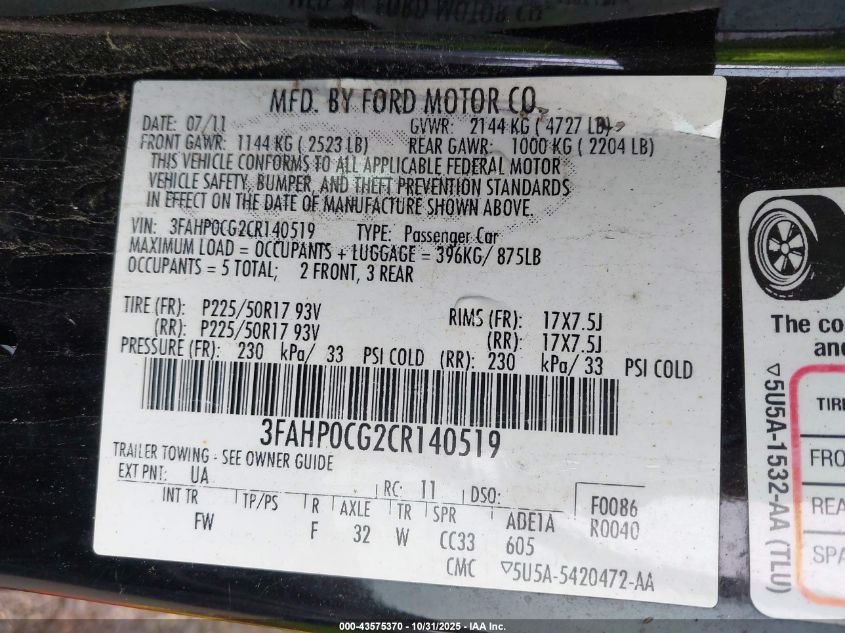 MFD. BY FORD MOTOR CO.
DATE: 07/11 GVWR: 2144 KG ( 4727 LB)
FRONT GAWR: 1144 KG ( 2523 LB) REAR GAWR: 1000 KG ( 2204 LB)
THIS VEHICLE CONFORMS TO ALL APPLICABLE FEDERAL MOTOR
VEHICLE SAFETY, BUMPER, AND THEFT PREVENTION STANDARDS
IN EFFECT ON THE DATE OF MANUFACTURE SHOWN ABOVE.
VIN: 3FAHP0CG2CR140519 TYPE: Passenger Car
MAXIMUM LOAD = OCCUPANTS + LUGGAGE = 396KG/ 875LB
OCCUPANTS = 5 TOTAL; 2 FRONT, 3 REAR
TIRE (FR): P225/50R17 93V RIMS (FR): 17X7.5J
(RR): P225/50R17 93V (RR): 17X7.5J
PRESSURE (FR): 230 kPa/ 33 PSI COLD (RR): 230 kPa/ 33 PSI COLD
3FAHP0CG2CR140519
TRAILER TOWING - SEE OWNER GUIDE
EXT PNT: UA RC: 11 DSO: F0086
INT TR TP/PS R AXLE TR SPR ADE1A R0040
FW F 32 W CC33 605
CMC ▽5U5A-5420472-AA
The co
an
▽5U5A-1532-AA (TLU)
TIRE
FRO
REA
SPA
000-43575370 - 10/31/2025 - IAA Inc.